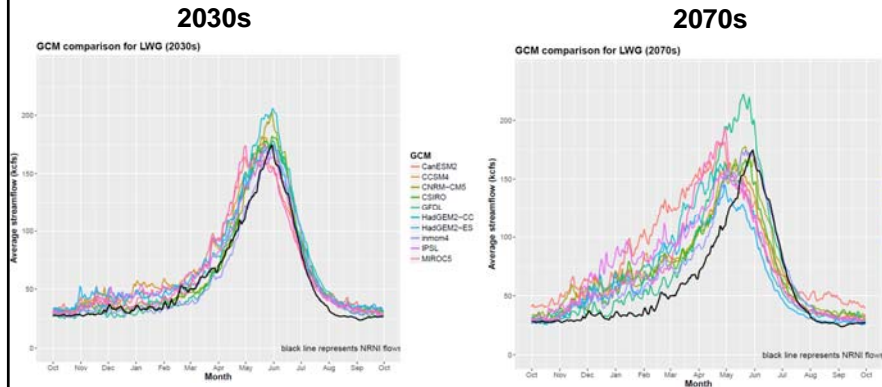 2030s
2070s
GCM comparison for LWG (2030s)
Average streamflow (kcfs)
200
150
100
50
0
Oct Nov Dec Jan Feb Mar Apr May Jun Jul Aug Sep Oct
Month
black line represents NRNI flows
GCM
CanESM2
CCSM4
CNRM-CM5
CSIRO
GFDL
HadGEM2-CC
HadGEM2-ES
inmcm4
IPSL
MIROC5
GCM comparison for LWG (2070s)
Average streamflow (kcfs)
200
150
100
50
0
Oct Nov Dec Jan Feb Mar Apr May Jun Jul Aug Sep Oct
Month
black line represents NRNI flows